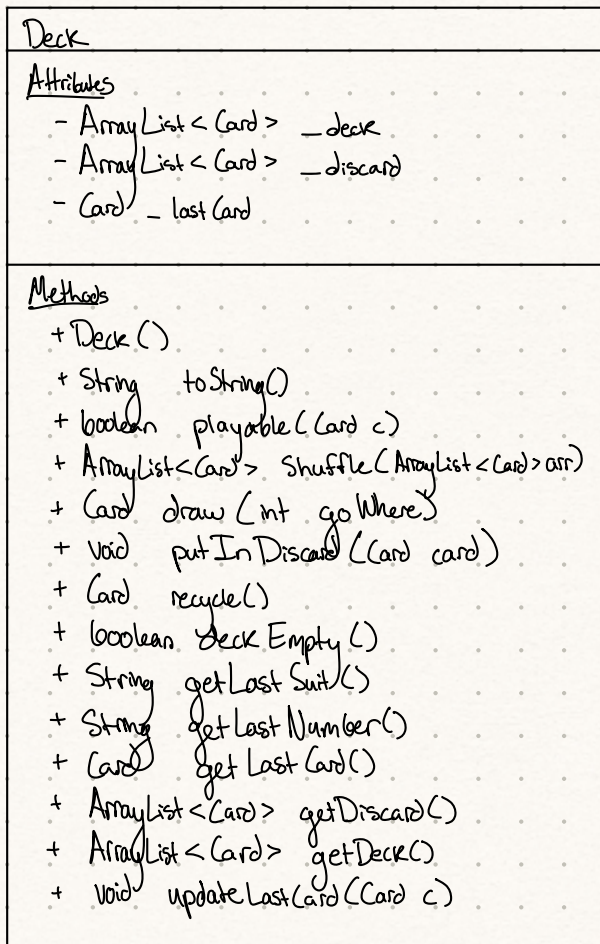 Deck
Attributes
- ArrayList<Card> _deck
- ArrayList<Card> _discard
- Card _lastCard
Methods
+ Deck()
+ String toString()
+ boolean playable(Card c)
+ ArrayList<Card> shuffle(ArrayList<Card> arr)
+ Card draw(int goWhere)
+ void putInDiscard(Card card)
+ Card recycle()
+ boolean deckEmpty()
+ String getLastSuit()
+ String getLastNumber()
+ Card getLastCard()
+ ArrayList<Card> getDiscard()
+ ArrayList<Card> getDeck()
+ void updateLastCard(Card c)